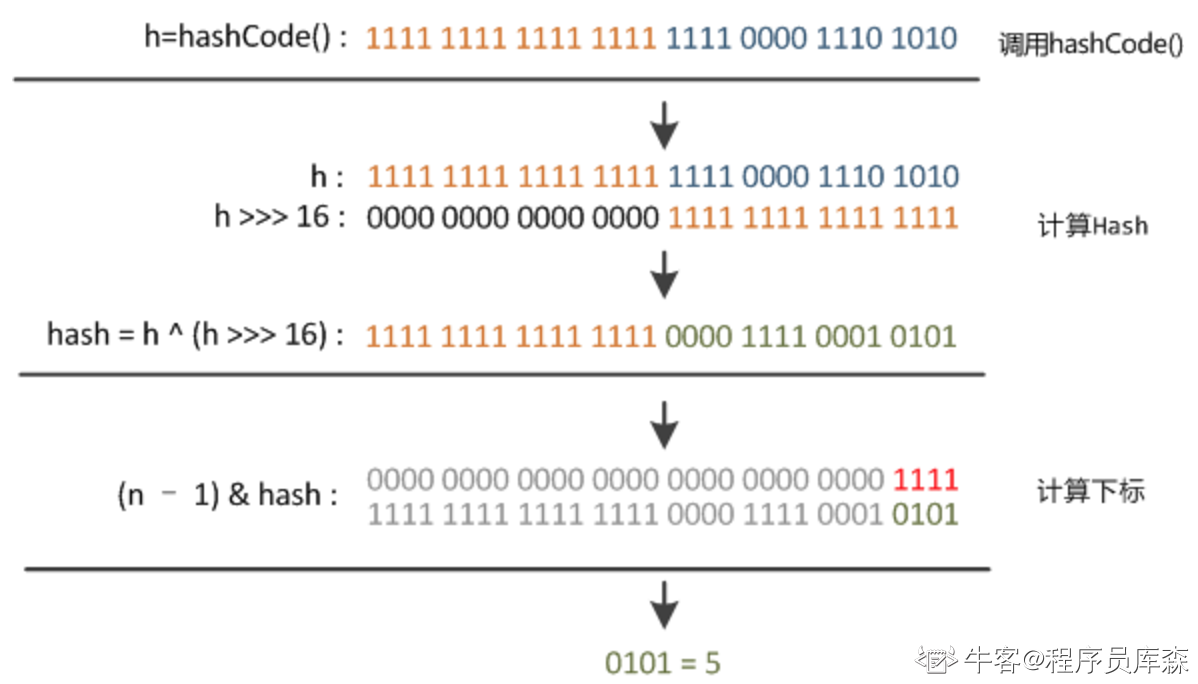 h=hashCode() : 1111 1111 1111 1111 1111 0000 1110 1010 调用hashCode()
h : 1111 1111 1111 1111 1111 0000 1110 1010
h >>> 16 : 0000 0000 0000 0000 1111 1111 1111 1111
计算Hash
hash = h ^ (h >>> 16) : 1111 1111 1111 1111 0000 1111 0001 0101
0000 0000 0000 0000 0000 0000 0000 1111
(n - 1) & hash : 计算下标
1111 1111 1111 1111 0000 1111 0001 0101
0101 = 5
牛客@程序员库森